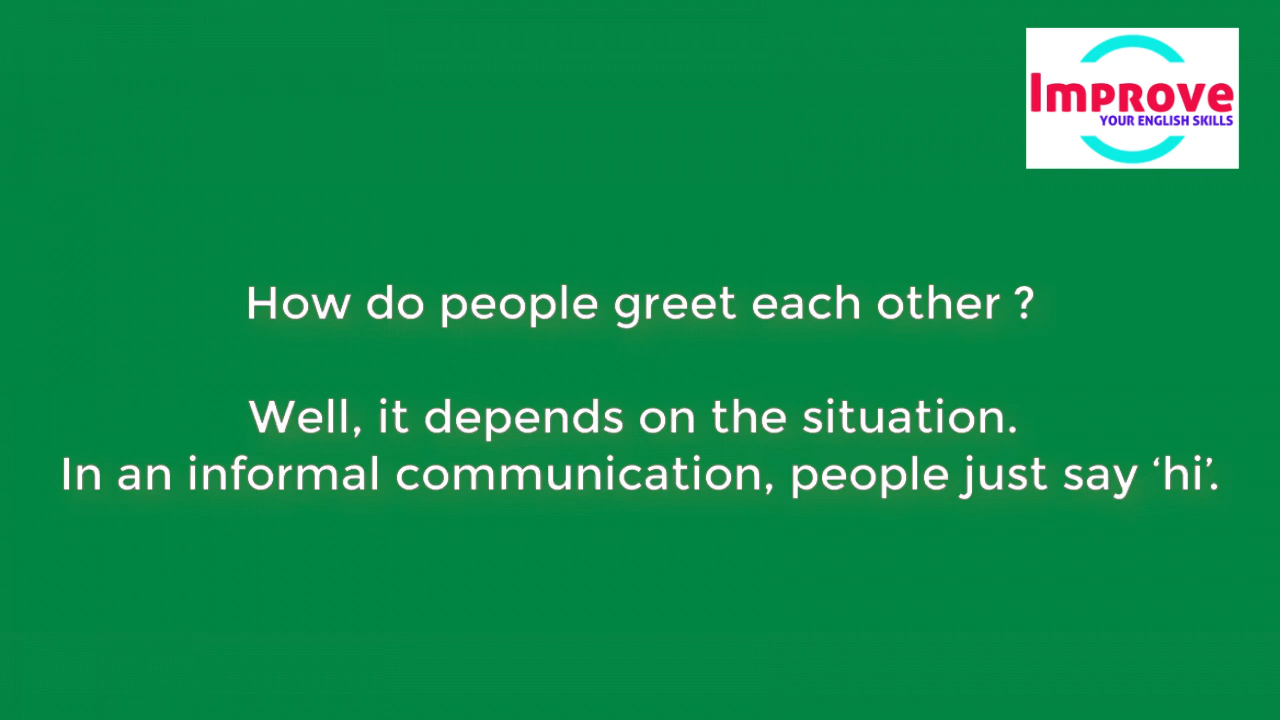 Improve
YOUR ENGLISH SKILLS
How do people greet each other ?
Well, it depends on the situation.
In an informal communication, people just say ‘hi’.